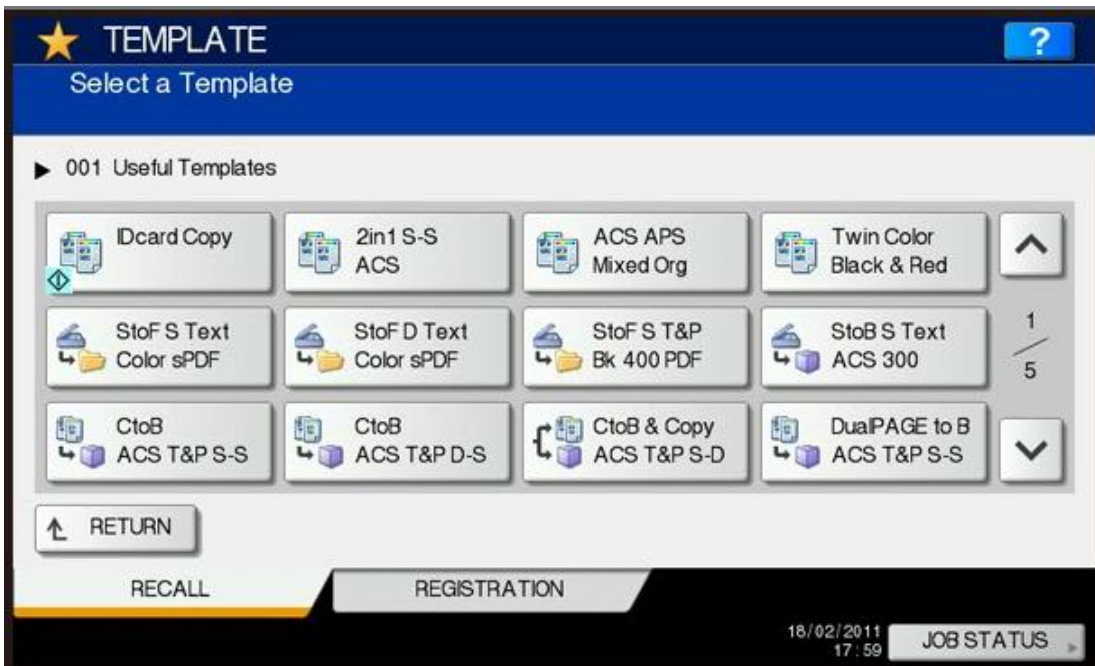 TEMPLATE
?
Select a Template
001 Useful Templates
IDcard Copy
2in1 S-S
ACS
ACS APS
Mixed Org
Twin Color
Black & Red
StoF S Text
Color sPDF
StoF D Text
Color sPDF
StoF S T&P
Bk 400 PDF
StoB S Text
ACS 300
1
5
CtoB
ACS T&P S-S
CtoB
ACS T&P D-S
CtoB & Copy
ACS T&P S-D
DualPAGE to B
ACS T&P S-S
RETURN
RECALL
REGISTRATION
18/02/2011
17:59
JOB STATUS